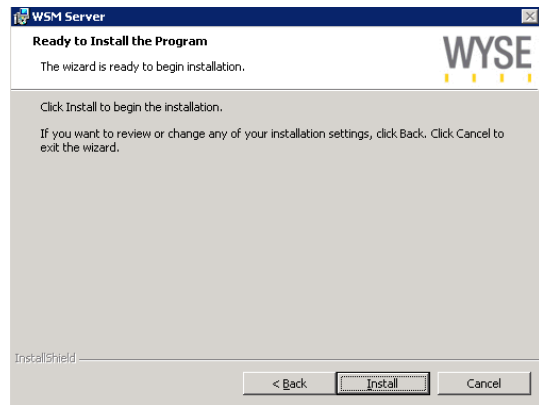 WSM Server
Ready to Install the Program
The wizard is ready to begin installation.
WYSE
Click Install to begin the installation.
If you want to review or change any of your installation settings, click Back. Click Cancel to
exit the wizard.
InstallShield
< Back
Install
Cancel